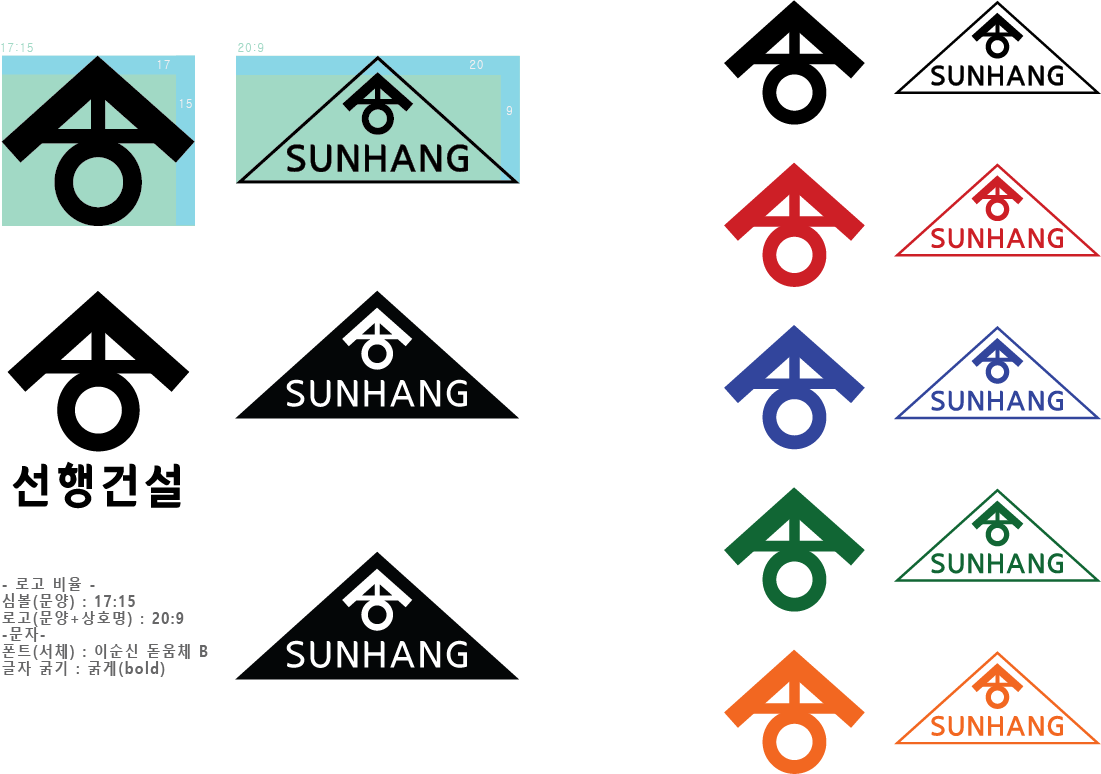 17:15
17
15
20:9
20
9
SUNHANG
SUNHANG
선행건설
SUNHANG
- 로고 비율 -
심볼(문양) : 17:15
로고(문양+상호명) : 20:9
-문자-
폰트(서체) : 이순신 돋움체 B
글자 굵기 : 굵게(bold)
SUNHANG
SUNHANG
SUNHANG
SUNHANG
SUNHANG